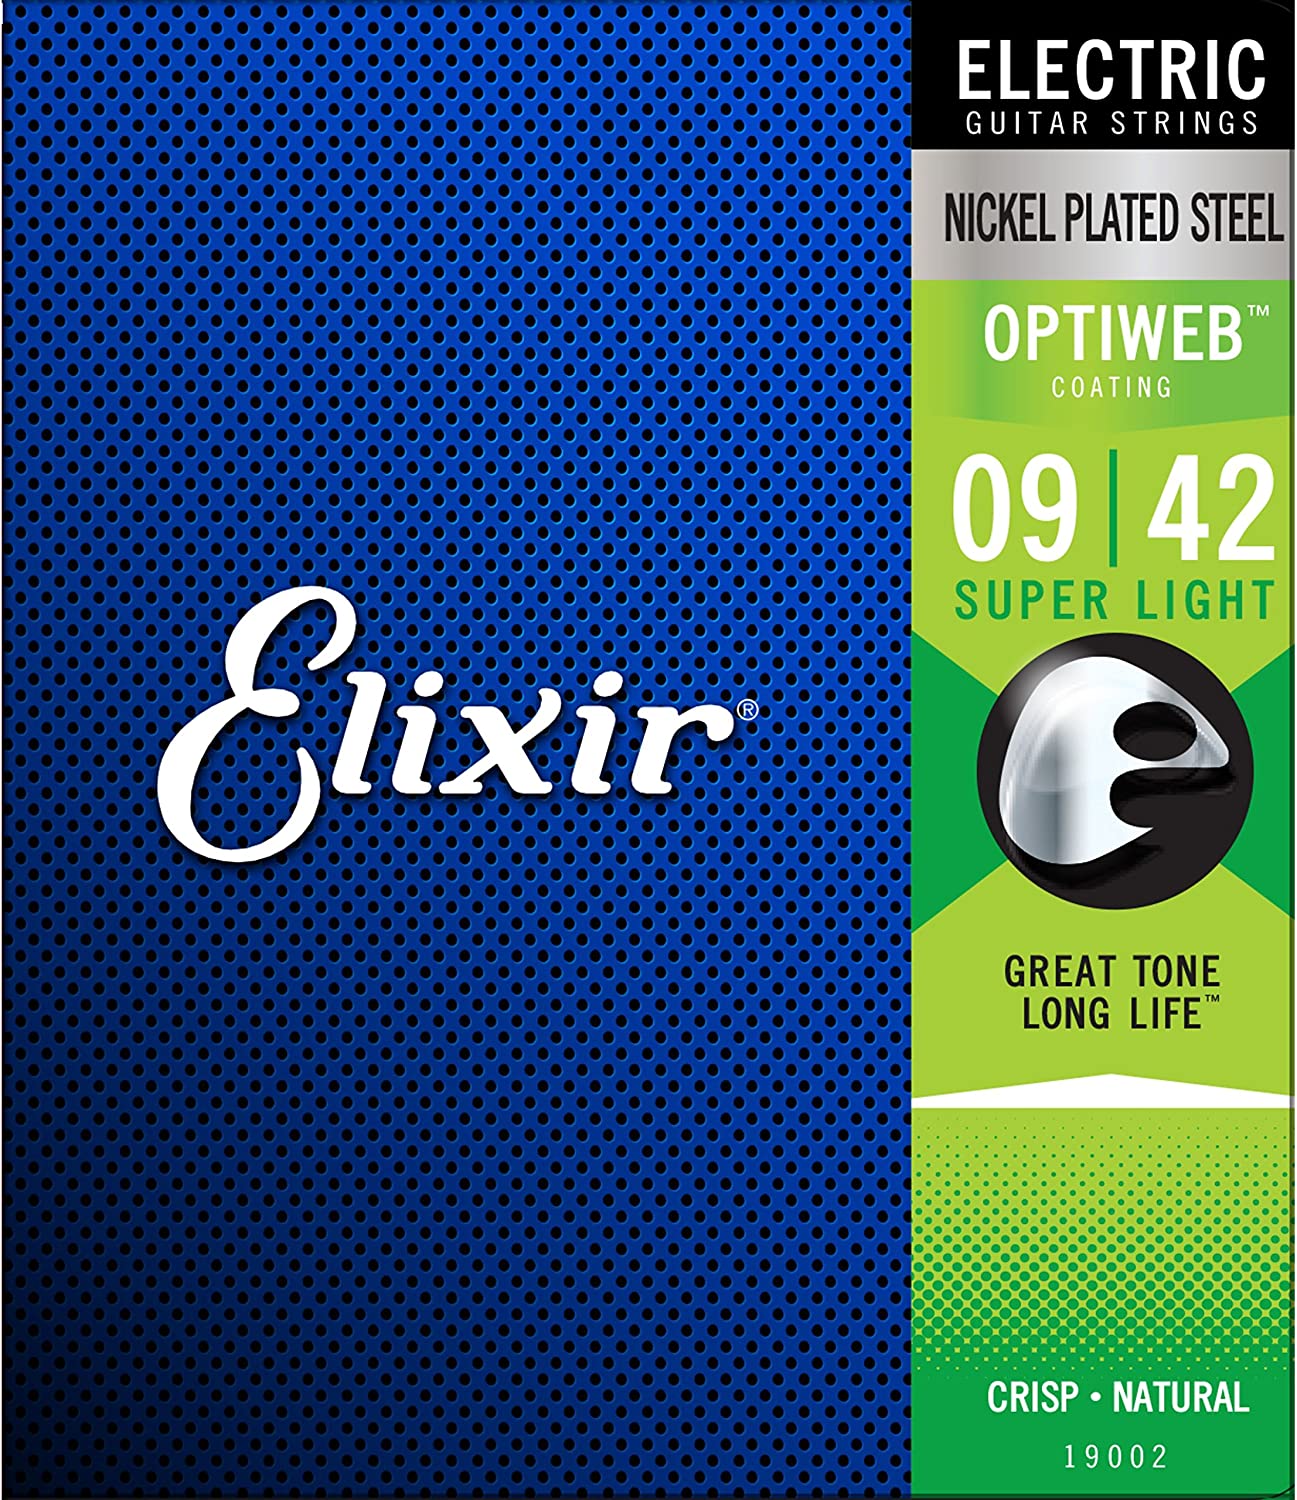 ELECTRIC
GUITAR STRINGS
NICKEL PLATED STEEL
OPTIWEB™
COATING
09 | 42
SUPER LIGHT
Elixir®
e
GREAT TONE
LONG LIFE™
CRISP • NATURAL
19002